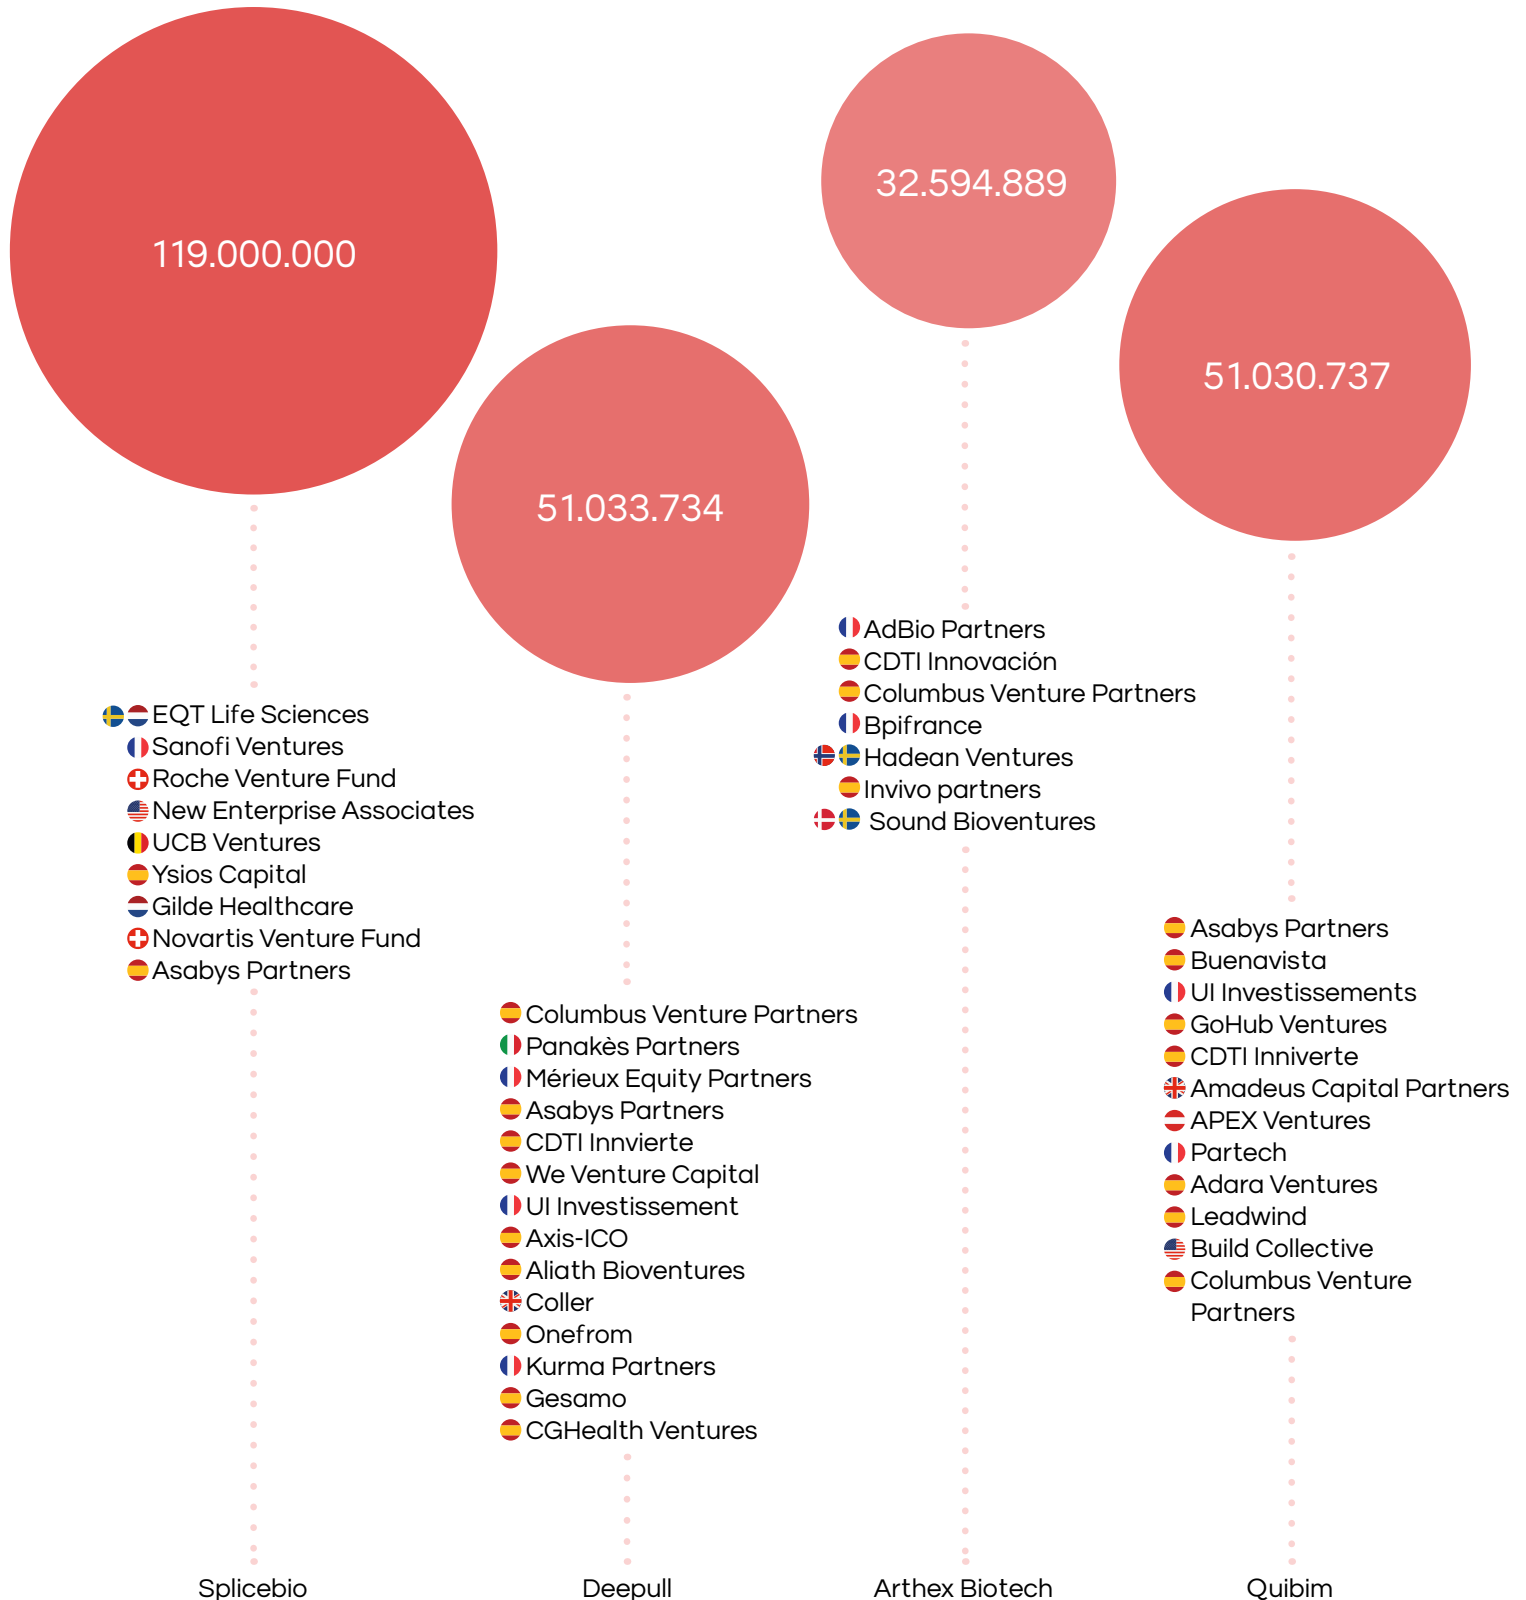 119.000.000
EQT Life Sciences
Sanofi Ventures
Roche Venture Fund
New Enterprise Associates
UCB Ventures
Ysios Capital
Gilde Healthcare
Novartis Venture Fund
Asabys Partners
Splicebio
51.033.734
Columbus Venture Partners
Panakès Partners
Mérieux Equity Partners
Asabys Partners
CDTI Innvierte
We Venture Capital
UI Investissement
Axis-ICO
Aliath Bioventures
Coller
Onefrom
Kurma Partners
Gesamo
CGHealth Ventures
Deepull
32.594.889
AdBio Partners
CDTI Innovación
Columbus Venture Partners
Bpifrance
Hadean Ventures
Invivo partners
Sound Bioventures
Arthex Biotech
51.030.737
Asabys Partners
Buenavista
UI Investissements
GoHub Ventures
CDTI Inniverte
Amadeus Capital Partners
APEX Ventures
Partech
Adara Ventures
Leadwind
Build Collective
Columbus Venture
Partners
Quibim